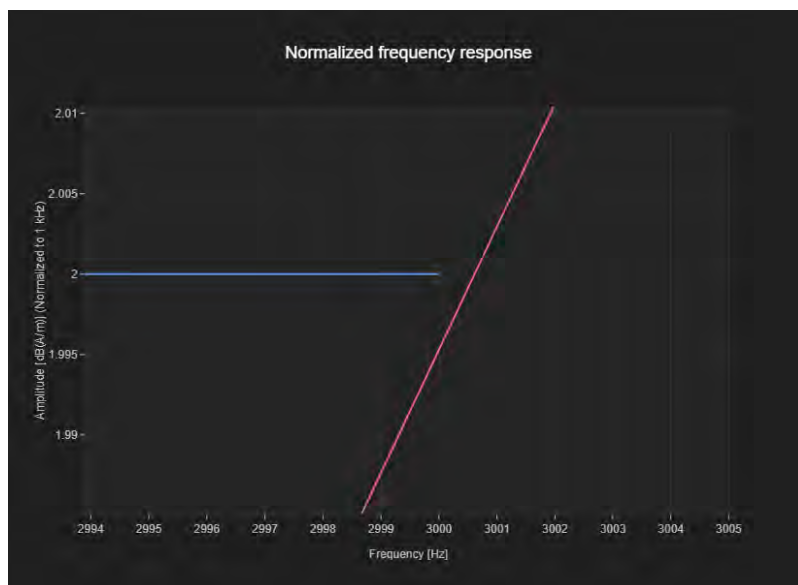 Normalized frequency response
2.01
2.005
2
1.995
1.99
Amplitude [dB(A/m)] (Normalized to 1 kHz)
2994 2995 2996 2997 2998 2999 3000 3001 3002 3003 3004 3005
Frequency [Hz]